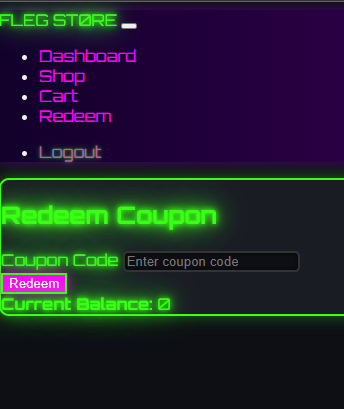 FLEG STØRE
Dashboard
Shop
Cart
Redeem
Logout
Redeem Coupon
Coupon Code Enter coupon code
Redeem
Current Balance: 0